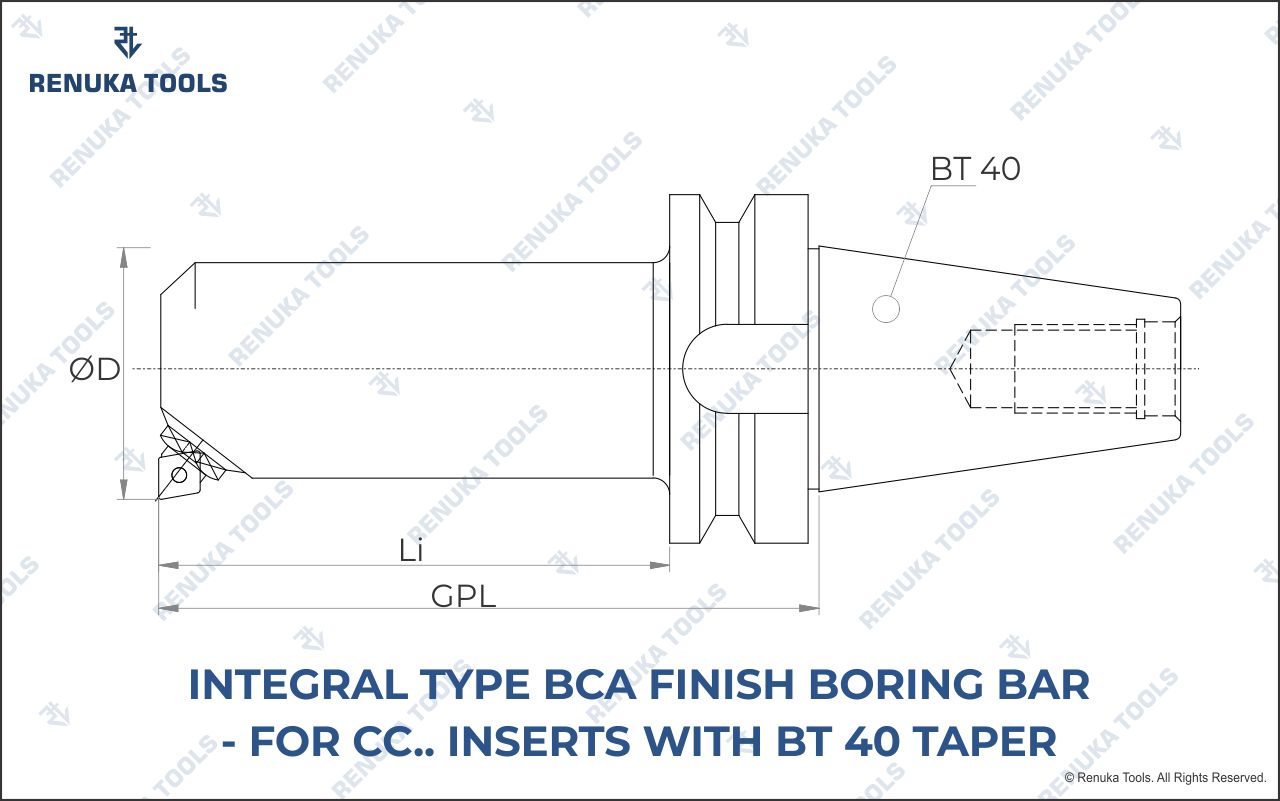 RENUKA TOOLS
BT 40
ØD
Li
GPL
INTEGRAL TYPE BCA FINISH BORING BAR
- FOR CC.. INSERTS WITH BT 40 TAPER
© Renuka Tools. All Rights Reserved.